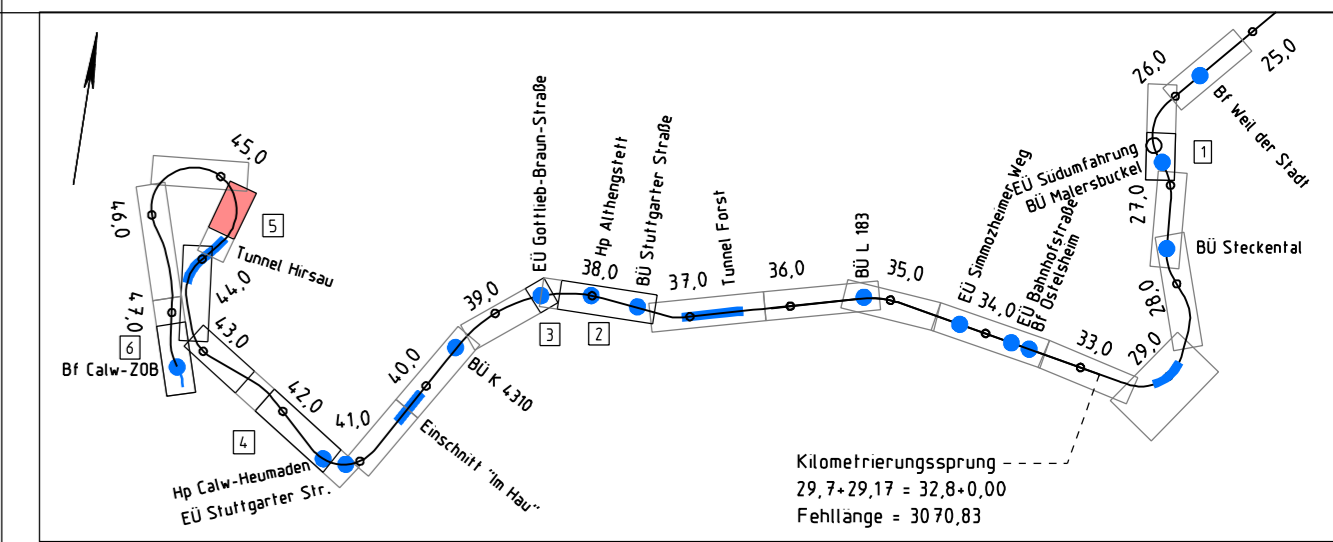 25,0
26,0
Bf Weil der Stadt
1
EÜ Südumfahrung
BÜ Malersbuckel
27,0
BÜ Steckental
28,0
29,0
33,0
EÜ Bahnhofstraße
Bf Ostelsheim
34,0
EÜ Simmozheimer Weg
35,0
BÜ L 183
36,0
Tunnel Forst
37,0
BÜ Stuttgarter Straße
Hp Althengstett
38,0
2
EÜ Gottlieb-Braun-Straße
3
39,0
BÜ K 4310
40,0
Einschnitt "Im Hau"
41,0
Hp Calw-Heumaden
EÜ Stuttgarter Str.
42,0
4
43,0
44,0
Tunnel Hirsau
5
45,0
46,0
47,0
6
Bf Calw-ZOB
Kilometrierungssprung
29,7+29,17 = 32,8+0,00
Fehllänge = 3070,83